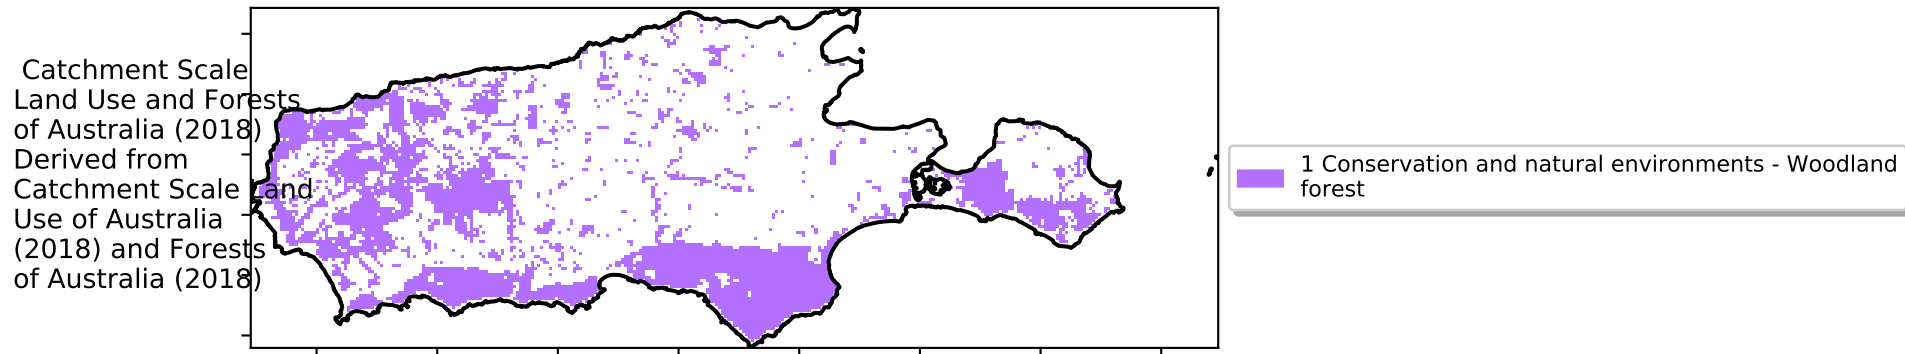 Catchment Scale
Land Use and Forests
of Australia (2018)
Derived from
Catchment Scale Land
Use of Australia
(2018) and Forests
of Australia (2018)
1 Conservation and natural environments - Woodland
forest